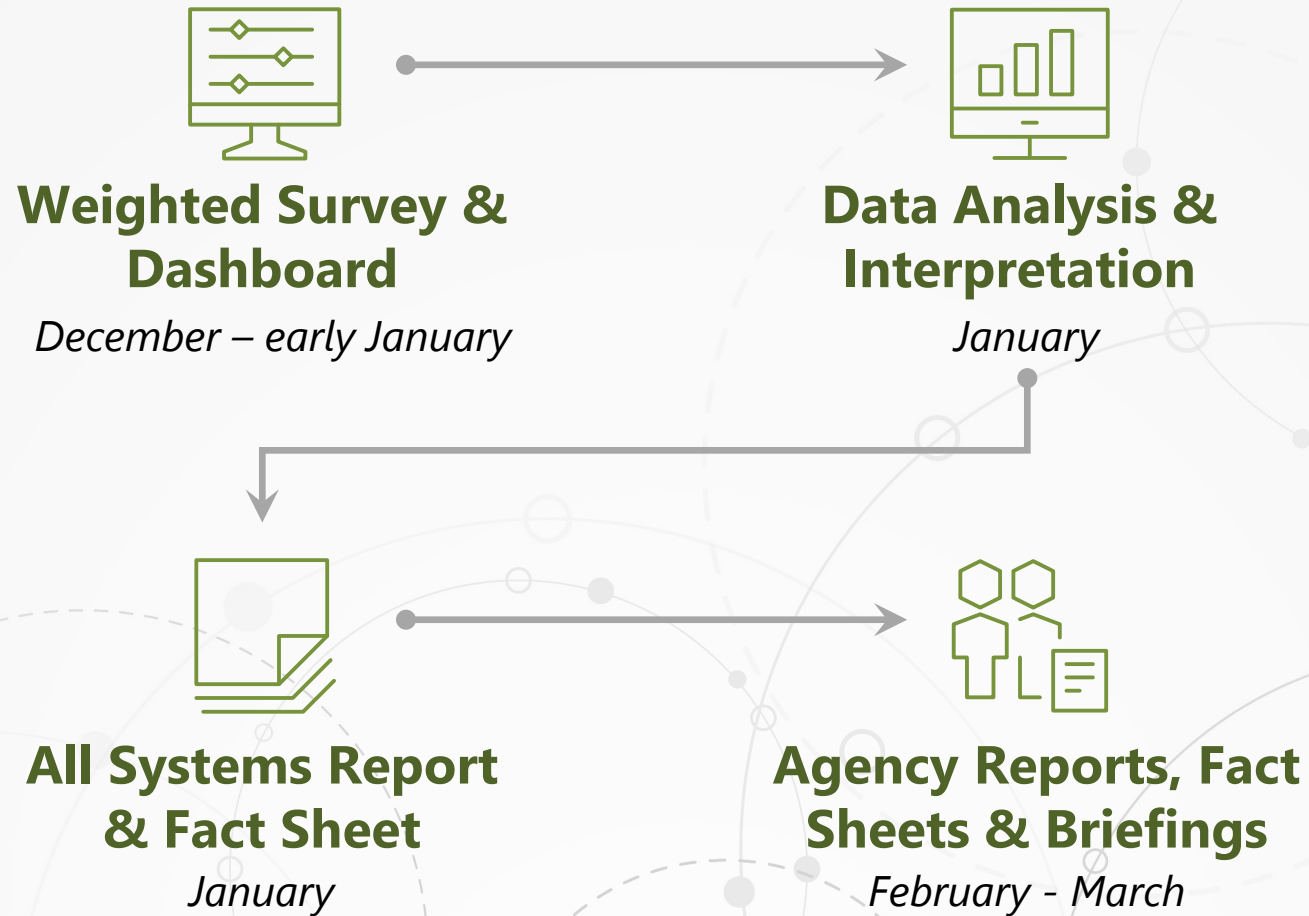 Weighted Survey &
Dashboard
December – early January
Data Analysis &
Interpretation
January
All Systems Report
& Fact Sheet
January
Agency Reports, Fact
Sheets & Briefings
February - March